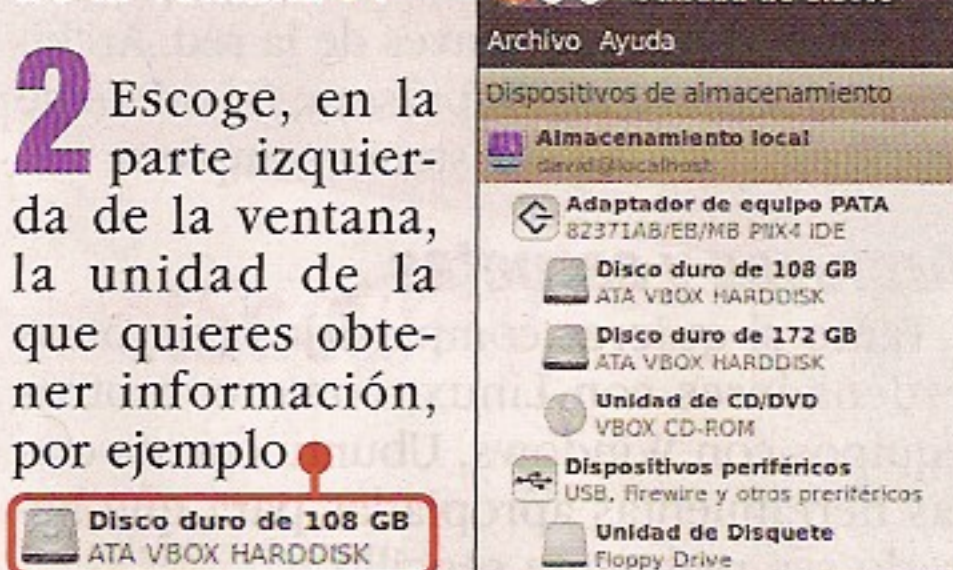 2 Escoge, en la
parte izquier-
da de la ventana,
la unidad de la
que quieres obte-
ner información,
por ejemplo
Disco duro de 108 GB
ATA VBOX HARDDISK
Archivo Ayuda
Dispositivos de almacenamiento
Almacenamiento local
david@localhost
Adaptador de equipo PATA
82371AB/EB/MB PIIX4 IDE
Disco duro de 108 GB
ATA VBOX HARDDISK
Disco duro de 172 GB
ATA VBOX HARDDISK
Unidad de CD/DVD
VBOX CD-ROM
Dispositivos periféricos
USB, Firewire y otros preriféricos
Unidad de Disquete
Floppy Drive